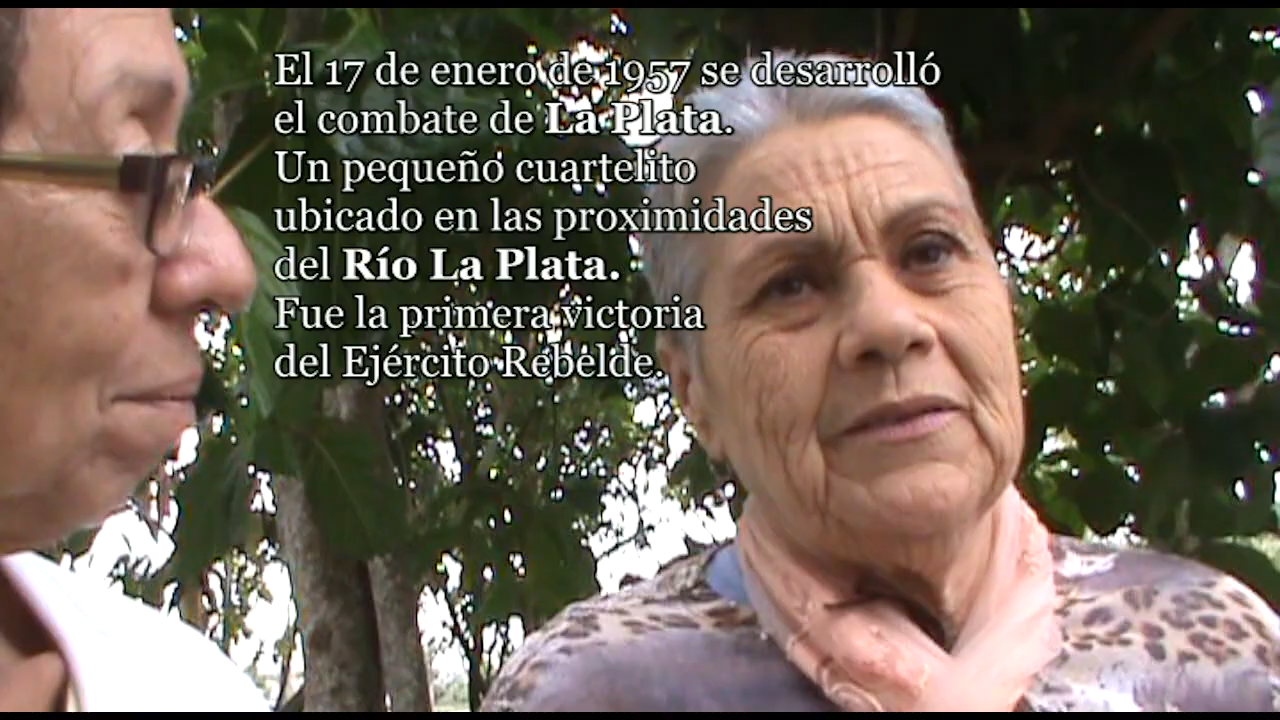 El 17 de enero de 1957 se desarrolló
el combate de La Plata.
Un pequeño cuartelito
ubicado en las proximidades
del Río La Plata.
Fue la primera victoria
del Ejército Rebelde.